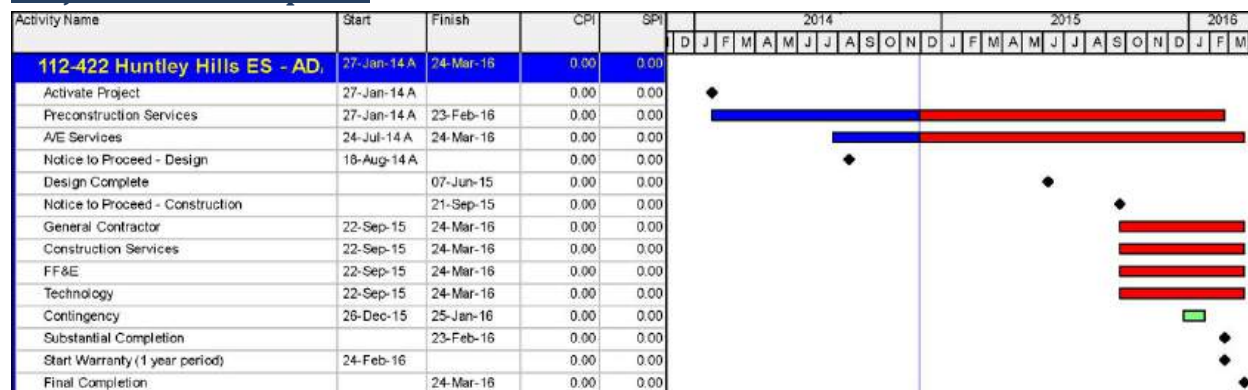 Activity Name Start Finish CPI SPI 2014 2015 2016
D J F M A M J J A S O N D J F M A M J J A S O N D J F M
112-422 Huntley Hills ES - AD. 27-Jan-14 A 24-Mar-16 0.00 0.00
Activate Project 27-Jan-14 A 0.00 0.00
Preconstruction Services 27-Jan-14 A 23-Feb-16 0.00 0.00
A/E Services 24-Jul-14 A 24-Mar-16 0.00 0.00
Notice to Proceed - Design 18-Aug-14 A 0.00 0.00
Design Complete 07-Jun-15 0.00 0.00
Notice to Proceed - Construction 21-Sep-15 0.00 0.00
General Contractor 22-Sep-15 24-Mar-16 0.00 0.00
Construction Services 22-Sep-15 24-Mar-16 0.00 0.00
FF&E 22-Sep-15 24-Mar-16 0.00 0.00
Technology 22-Sep-15 24-Mar-16 0.00 0.00
Contingency 26-Dec-15 25-Jan-16 0.00 0.00
Substantial Completion 23-Feb-16 0.00 0.00
Start Warranty (1 year period) 24-Feb-16 0.00 0.00
Final Completion 24-Mar-16 0.00 0.00